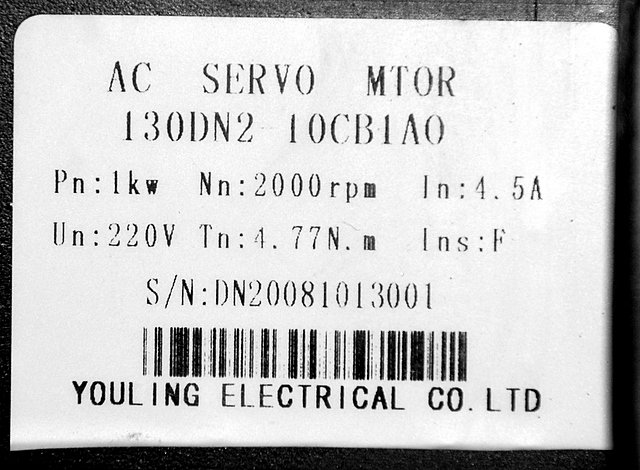 AC SERVO MTOR
130DN2-10CB1A0
Pn:1kw Nn:2000rpm In:4.5A
Un:220V Tn:4.77N.m Ins:F
S/N:DN20081013001
YOULING ELECTRICAL CO.LTD